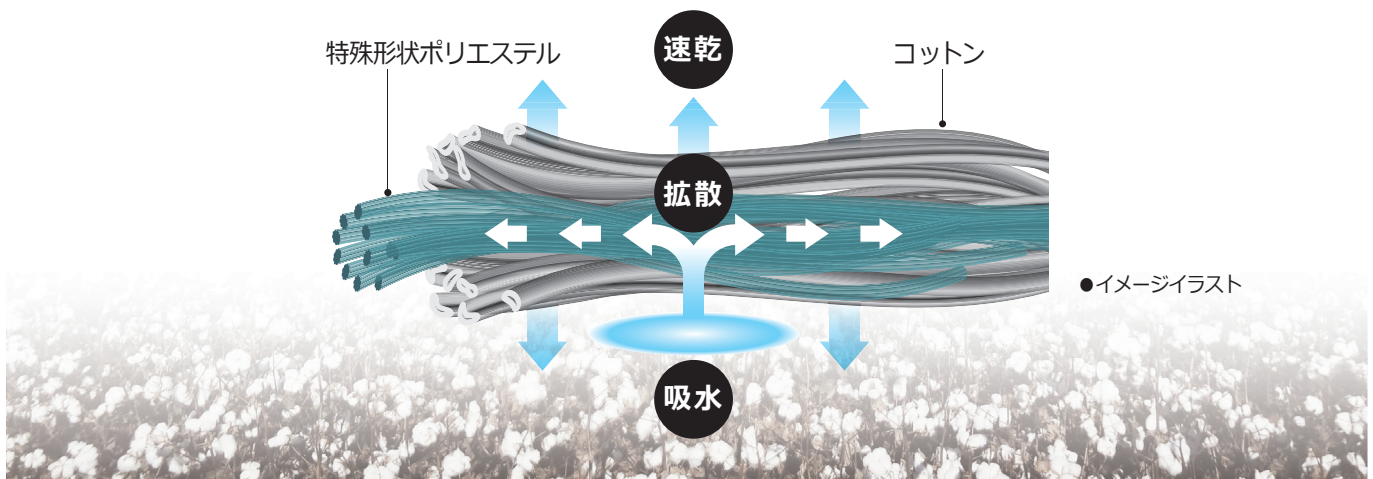 速乾
特殊形状ポリエステル
コットン
拡散
●イメージイラスト
吸水